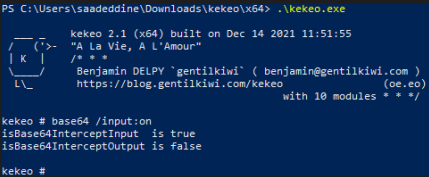 PS C:\Users\saadeddine\Downloads\kekeo\x64> .\kekeo.exe
  ___ _    kekeo 2.1 (x64) built on Dec 14 2021 11:51:55
 /   ('>-  "A La Vie, A L'Amour"
 | K  |    /* * *
 \____/     Benjamin DELPY `gentilkiwi` ( benjamin@gentilkiwi.com )
  L\_       https://blog.gentilkiwi.com/kekeo                (oe.eo)
                                             with 10 modules * * */
kekeo # base64 /input:on
isBase64InterceptInput  is true
isBase64InterceptOutput is false
kekeo #